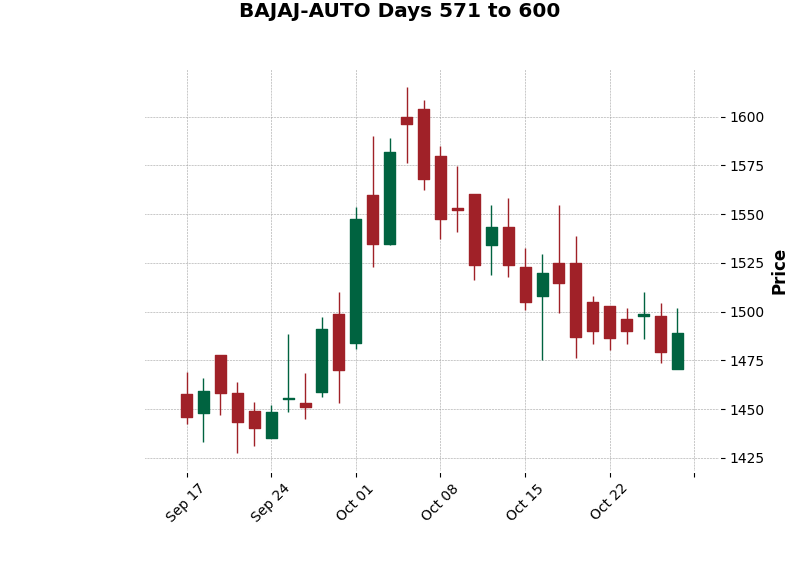 BAJAJ-AUTO Days 571 to 600
1600
1575
1550
1525
1500
1475
1450
1425
Price
Sep 17
Sep 24
Oct 01
Oct 08
Oct 15
Oct 22